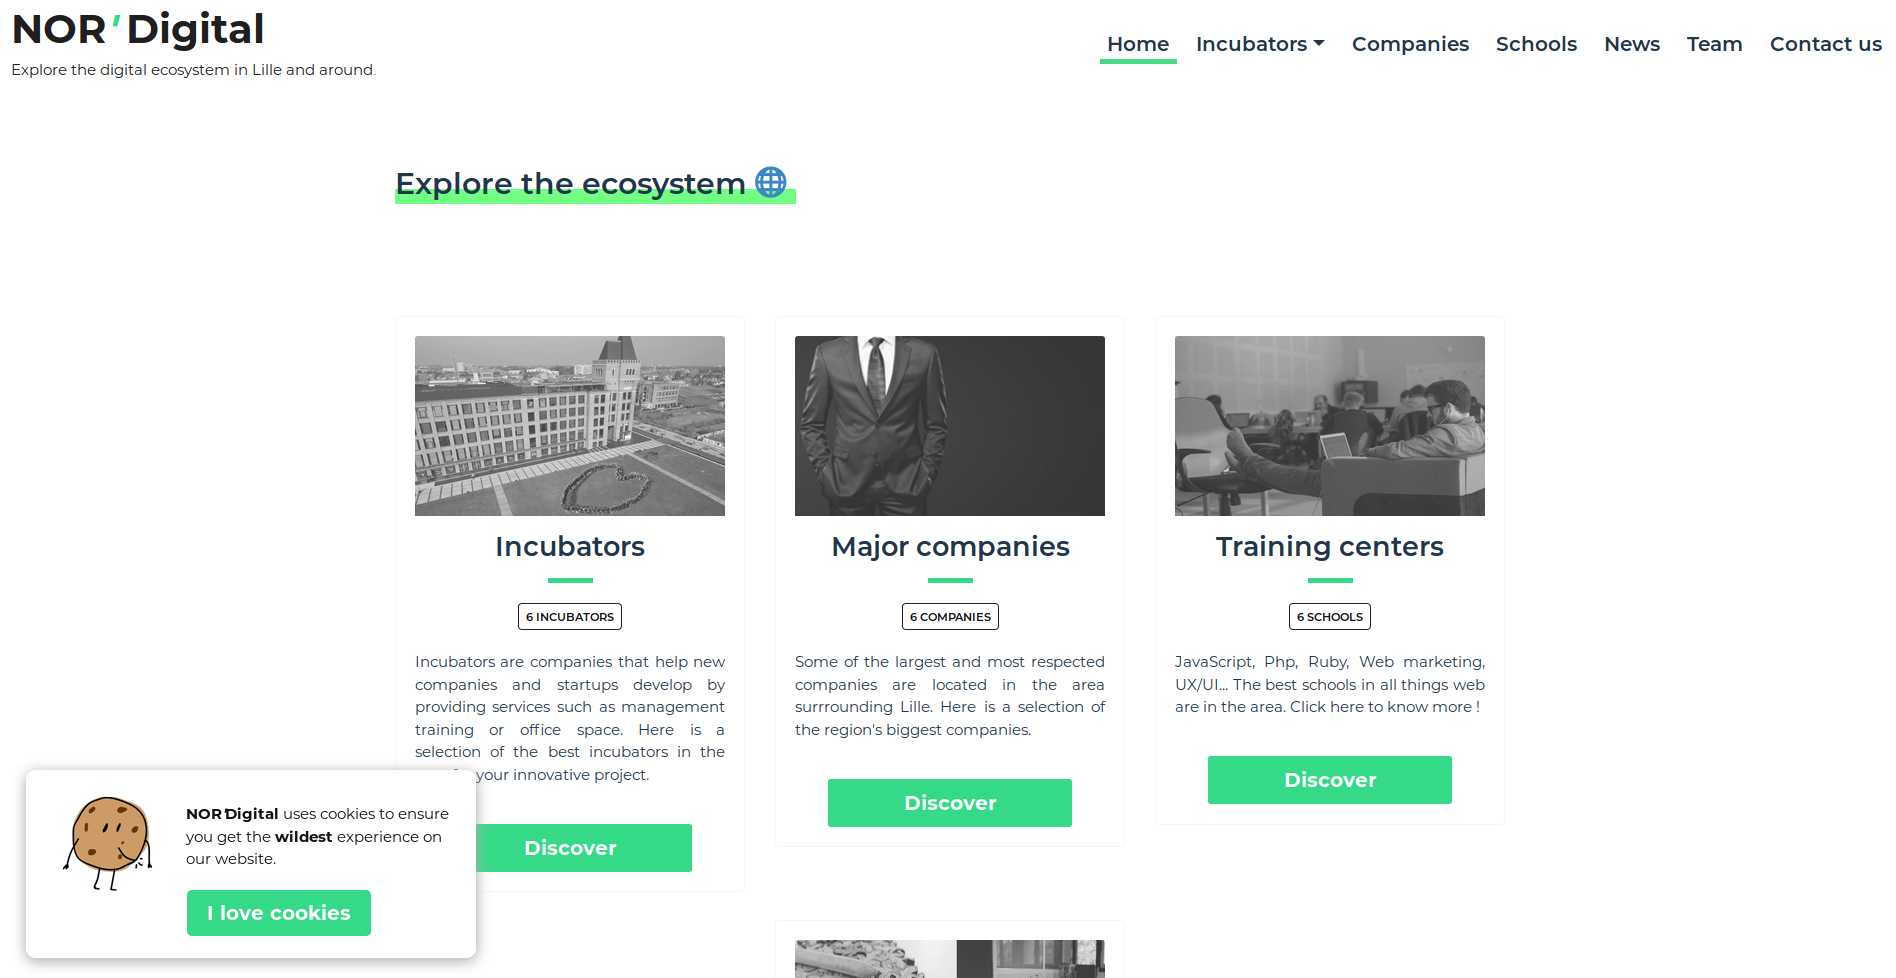 NOR'Digital
Explore the digital ecosystem in Lille and around.
Home
Incubators
Companies
Schools
News
Team
Contact us
Explore the ecosystem
Incubators
6 INCUBATORS
Incubators are companies that help new
companies and startups develop by
providing services such as management
training or office space. Here is a
selection of the best incubators in the
your innovative project.
Discover
Major companies
6 COMPANIES
Some of the largest and most respected
companies are located in the area
surrrounding Lille. Here is a selection of
the region's biggest companies.
Discover
Training centers
6 SCHOOLS
JavaScript, Php, Ruby, Web marketing,
UX/UI... The best schools in all things web
are in the area. Click here to know more !
Discover
NOR'Digital uses cookies to ensure
you get the wildest experience on
our website.
I love cookies